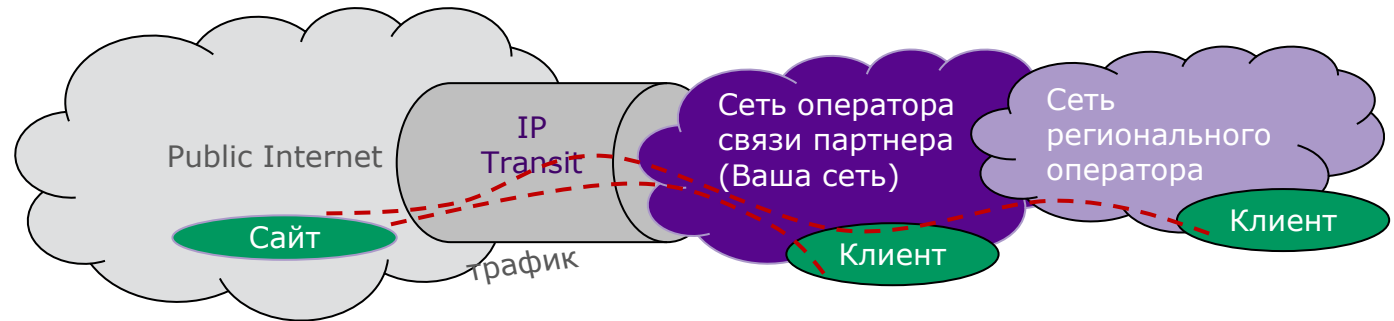 Public Internet
Сайт
IP
Transit
трафик
Сеть оператора
связи партнера
(Ваша сеть)
Клиент
Сеть
регионального
оператора
Клиент